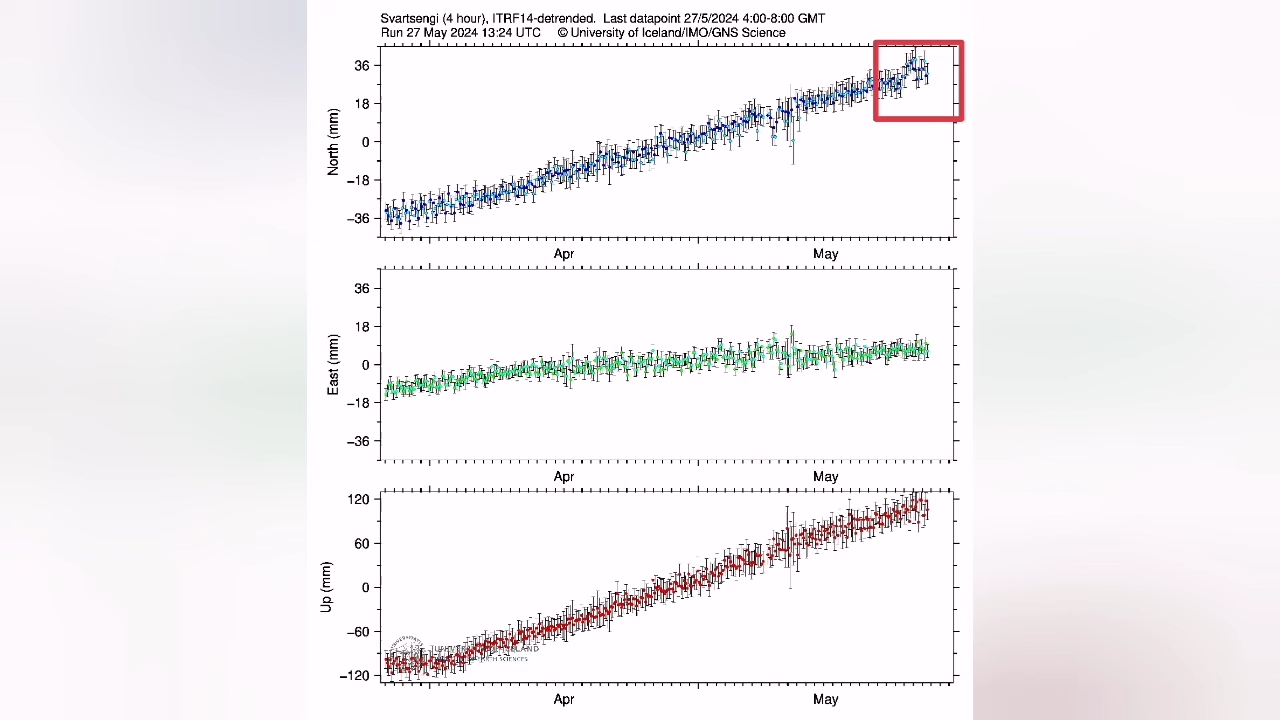 Svartsengi (4 hour), ITRF14-detrended. Last datapoint 27/5/2024 4:00-8:00 GMT
Run 27 May 2024 13:24 UTC © University of Iceland/IMO/GNS Science
North (mm)
36
18
0
−18
−36
Apr May
East (mm)
36
18
0
−18
−36
Apr May
Up (mm)
120
60
0
−60
−120
Apr May